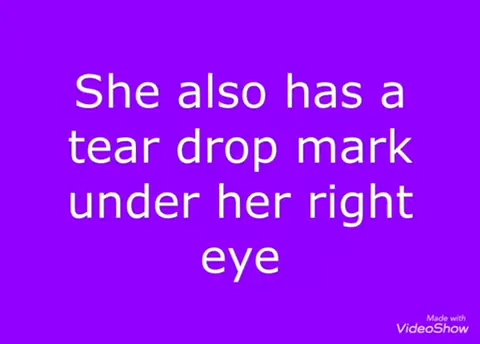 She also has a
tear drop mark
under her right
eye
Made with
VideoShow